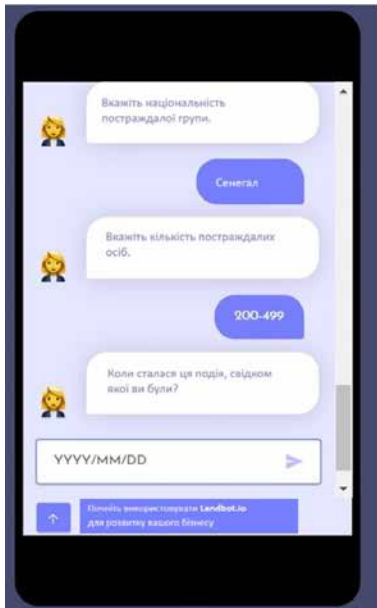 Вкажіть національність
постраждалої групи.
Сенегал
Вкажіть кількість постраждалих
осіб.
200-499
Коли сталася ця подія, свідком
якої ви були?
YYYY/MM/DD
Почніть використовувати Landbot.io
для розвитку вашого бізнесу